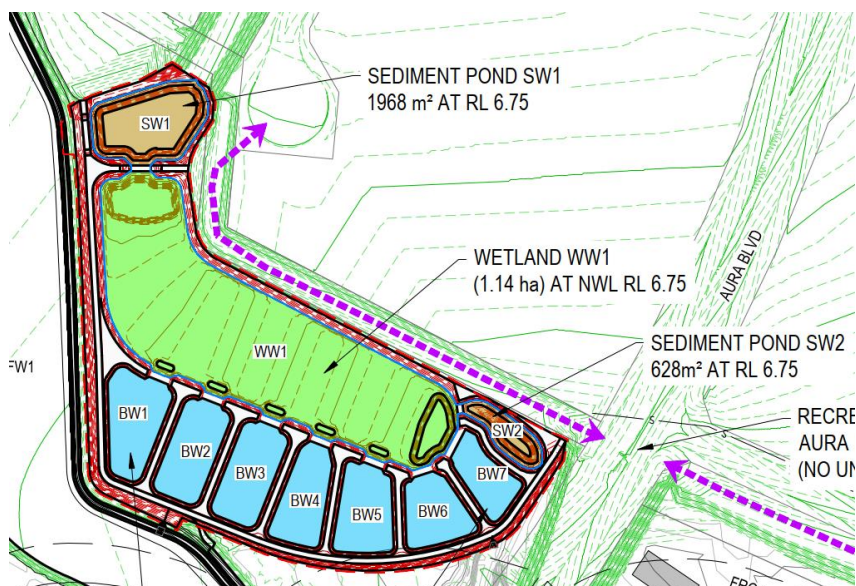 SEDIMENT POND SW1
1968 m² AT RL 6.75
SW1
WETLAND WW1
(1.14 ha) AT NWL RL 6.75
AURA BLVD
SEDIMENT POND SW2
628m² AT RL 6.75
WW1
FW1
SW2
RECRE
AURA
(NO UN
BW1
BW2
BW3
BW4
BW5
BW6
BW7
S